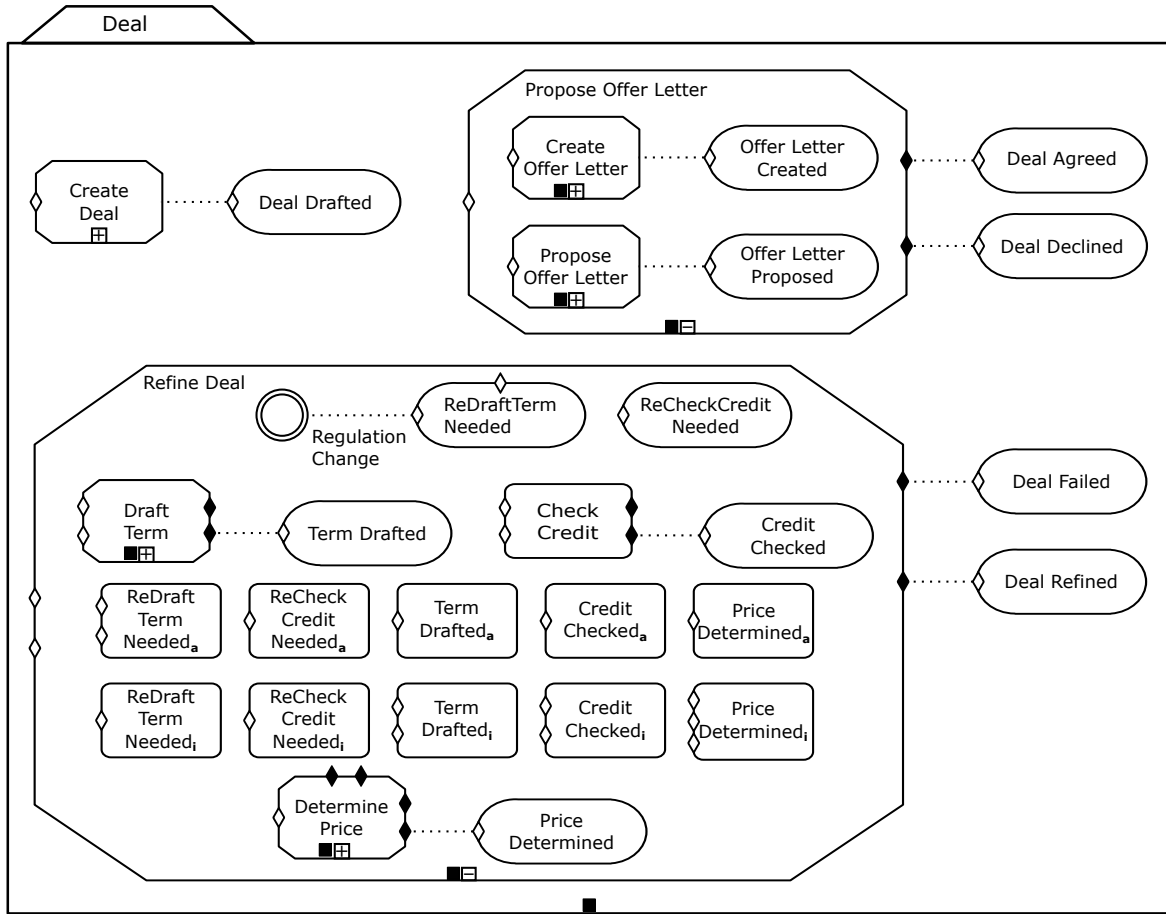 Deal
Propose Offer Letter
Create
Offer Letter
Offer Letter
Created
Deal Agreed
Create
Deal
Deal Drafted
Propose
Offer Letter
Offer Letter
Proposed
Deal Declined
Refine Deal
ReDraftTerm
Needed
ReCheckCredit
Needed
Regulation
Change
Deal Failed
Draft
Term
Term Drafted
Check
Credit
Credit
Checked
Deal Refined
ReDraft
Term
Neededa
ReCheck
Credit
Neededa
Term
Drafteda
Credit
Checkeda
Price
Determineda
ReDraft
Term
Neededi
ReCheck
Credit
Neededi
Term
Draftedi
Credit
Checkedi
Price
Determinedi
Determine
Price
Price
Determined